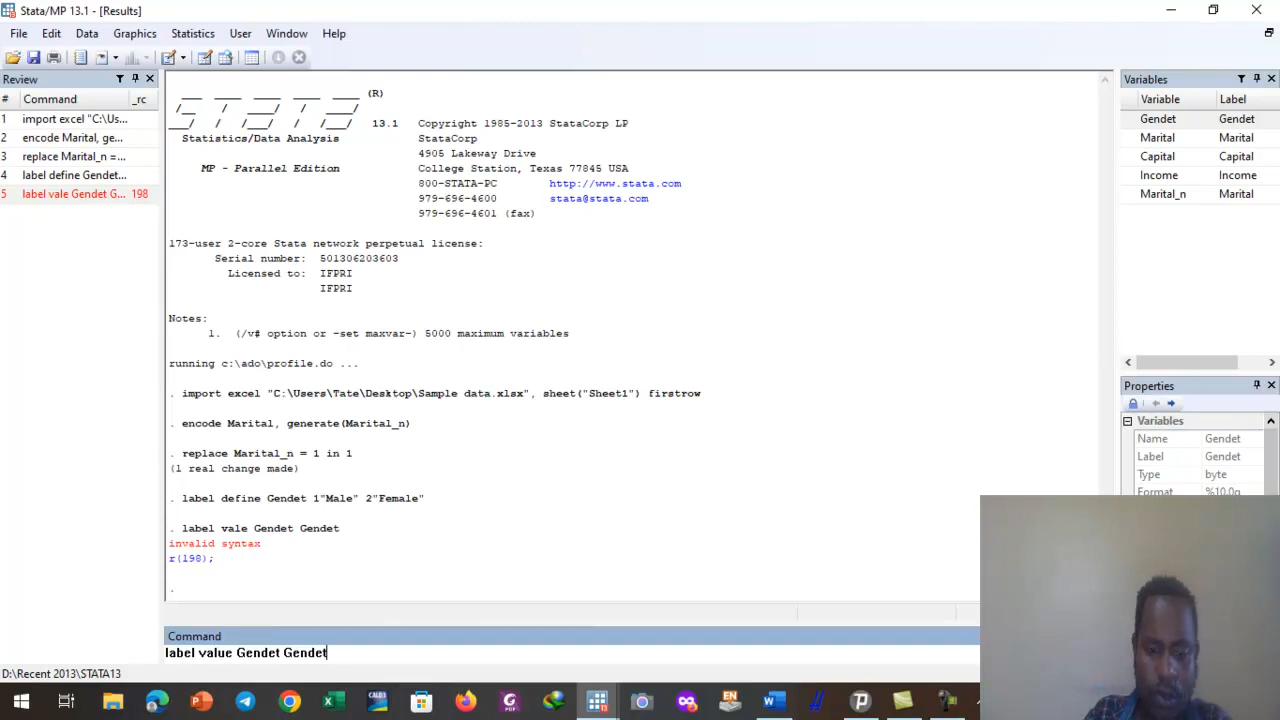 Stata/MP 13.1 - [Results]
File Edit Data Graphics Statistics User Window Help
Review
# Command _rc
1 import excel "C:\Us...
2 encode Marital, ge...
3 replace Marital_n =...
4 label define Gendet...
5 label vale Gendet G... 198
(R)
13.1 Copyright 1985-2013 StataCorp LP
Statistics/Data Analysis StataCorp
4905 Lakeway Drive
MP - Parallel Edition College Station, Texas 77845 USA
800-STATA-PC http://www.stata.com
979-696-4600 stata@stata.com
979-696-4601 (fax)
173-user 2-core Stata network perpetual license:
Serial number: 501306203603
Licensed to: IFPRI
IFPRI
Notes:
1. (/v# option or -set maxvar-) 5000 maximum variables
running c:\ado\profile.do ...
. import excel "C:\Users\Tate\Desktop\Sample data.xlsx", sheet("Sheet1") firstrow
. encode Marital, generate(Marital_n)
. replace Marital_n = 1 in 1
(1 real change made)
. label define Gendet 1"Male" 2"Female"
. label vale Gendet Gendet
invalid syntax
r(198);
.
Command
label value Gendet Gendet
Variables
Variable Label
Gendet Gendet
Marital Marital
Capital Capital
Income Income
Marital_n Marital
Properties
Variables
Name Gendet
Label Gendet
Type byte
Format %10.0g
D:\Recent 2013\STATA13